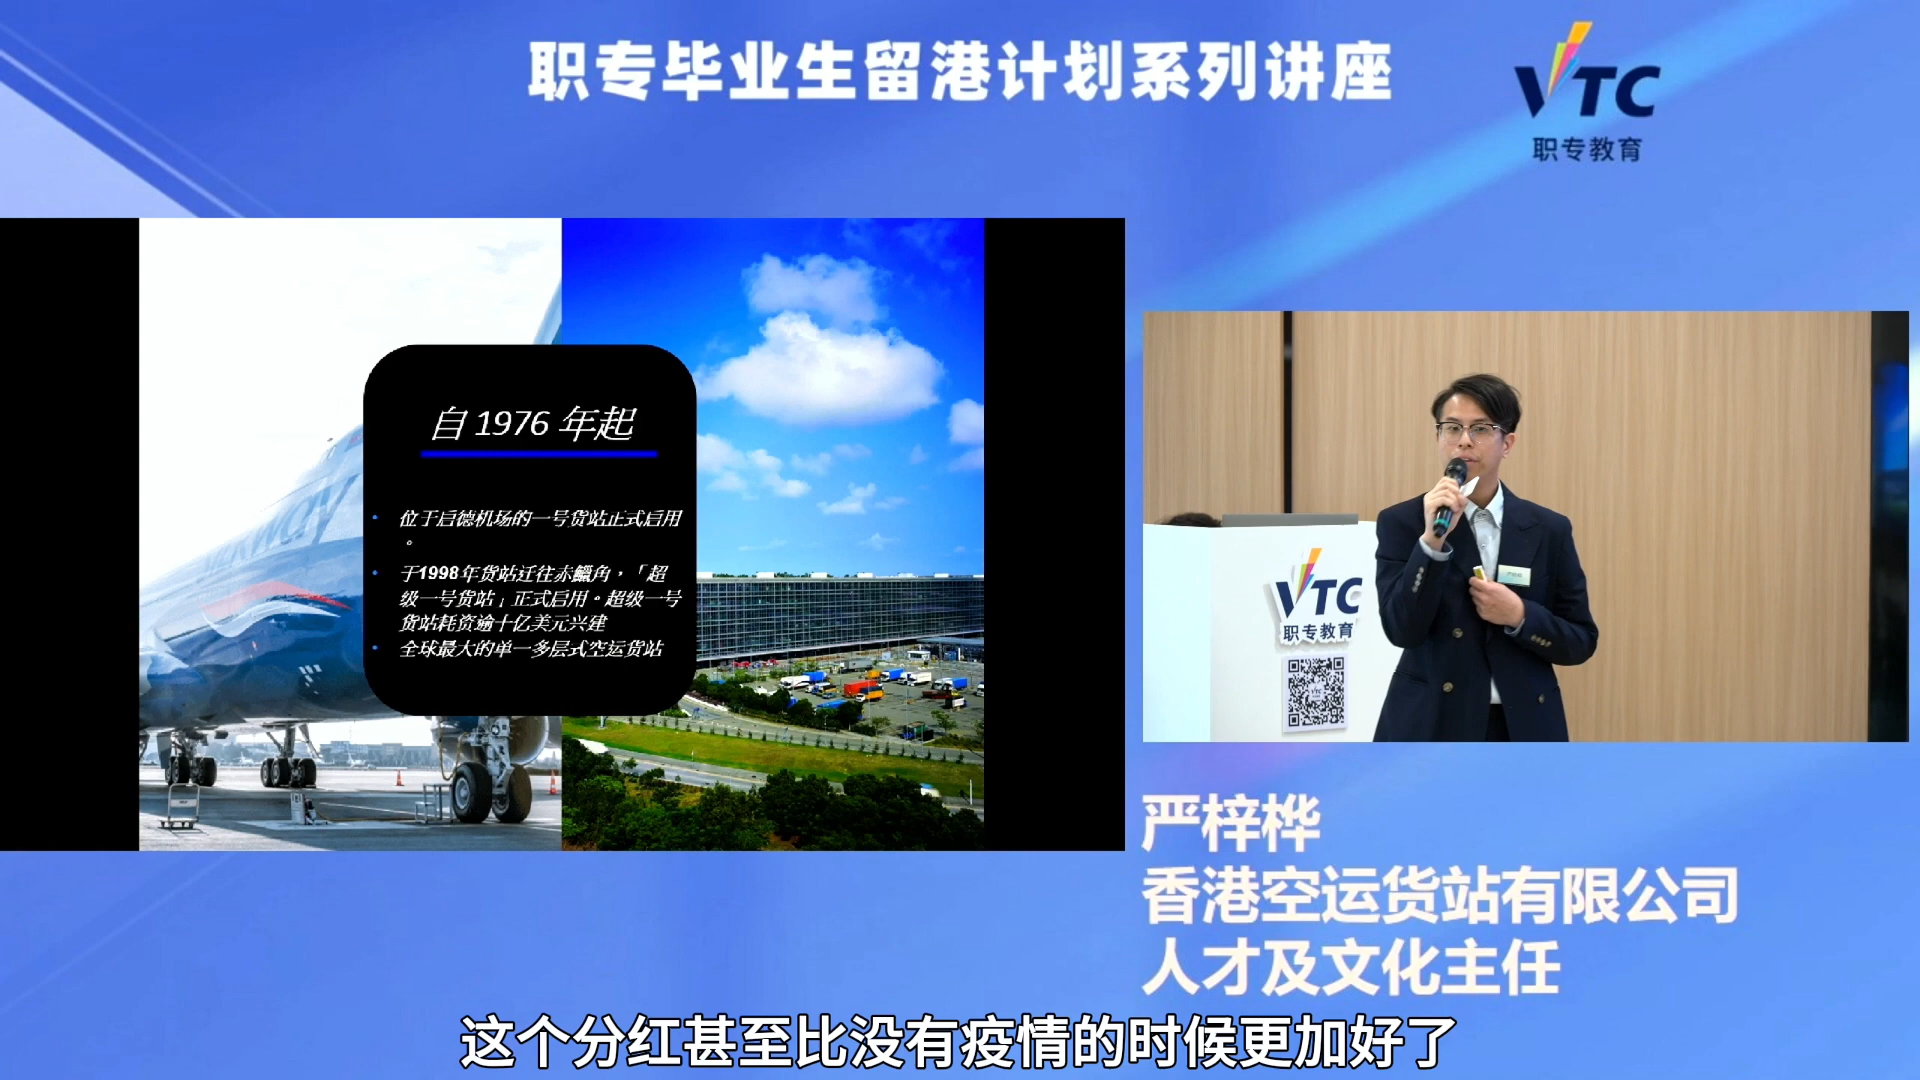 职专毕业生留港计划系列讲座
VTC
职专教育
自 1976 年起
• 位于启德机场的一号货站正式启用
。
• 于1998年货站迁往赤鱲角，「超
级一号货站」正式启用。超级一号
货站耗资逾十亿美元兴建
• 全球最大的单一多层式空运货站
VTC
职专教育
严梓桦
香港空运货站有限公司
人才及文化主任
这个分红甚至比没有疫情的时候更加好了